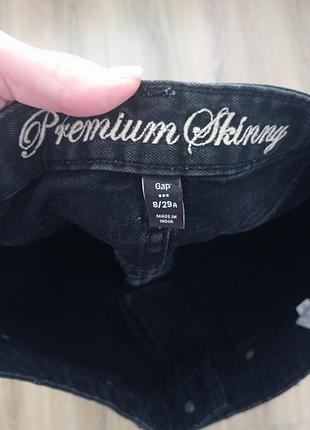 Premium Skinny
Gap
***
8/29A
MADE IN
INDIA